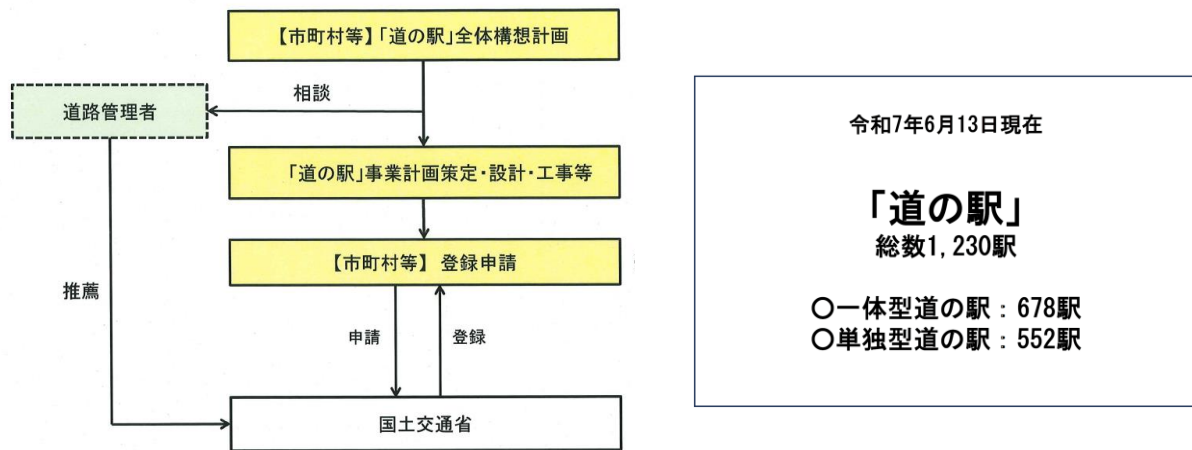 【市町村等】「道の駅」全体構想計画
相談
道路管理者
「道の駅」事業計画策定・設計・工事等
【市町村等】 登録申請
推薦
申請
登録
国土交通省
令和7年6月13日現在
「道の駅」
総数1,230駅
〇一体型道の駅：678駅
〇単独型道の駅：552駅